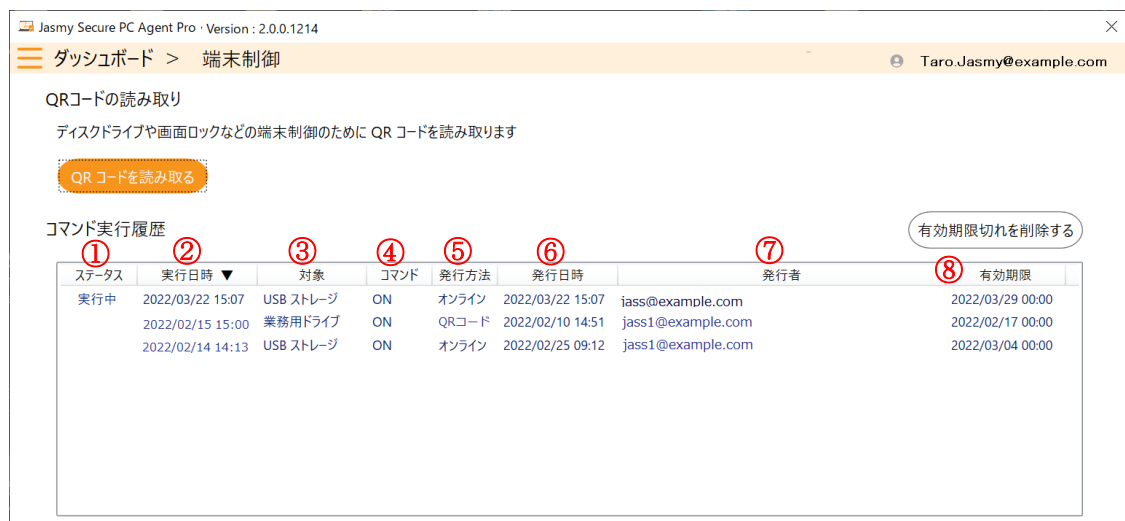 Jasmy Secure PC Agent Pro · Version : 2.0.0.1214
ダッシュボード > 端末制御 Taro.Jasmy@example.com
QRコードの読み取り
ディスクドライブや画面ロックなどの端末制御のために QR コードを読み取ります
QR コードを読み取る
コマンド実行履歴 有効期限切れを削除する
① ② ③ ④ ⑤ ⑥ ⑦ ⑧
ステータス 実行日時 ▼ 対象 コマンド 発行方法 発行日時 発行者 有効期限
実行中 2022/03/22 15:07 USB ストレージ ON オンライン 2022/03/22 15:07 jass@example.com 2022/03/29 00:00
2022/02/15 15:00 業務用ドライブ ON QRコード 2022/02/10 14:51 jass1@example.com 2022/02/17 00:00
2022/02/14 14:13 USB ストレージ ON オンライン 2022/02/25 09:12 jass1@example.com 2022/03/04 00:00